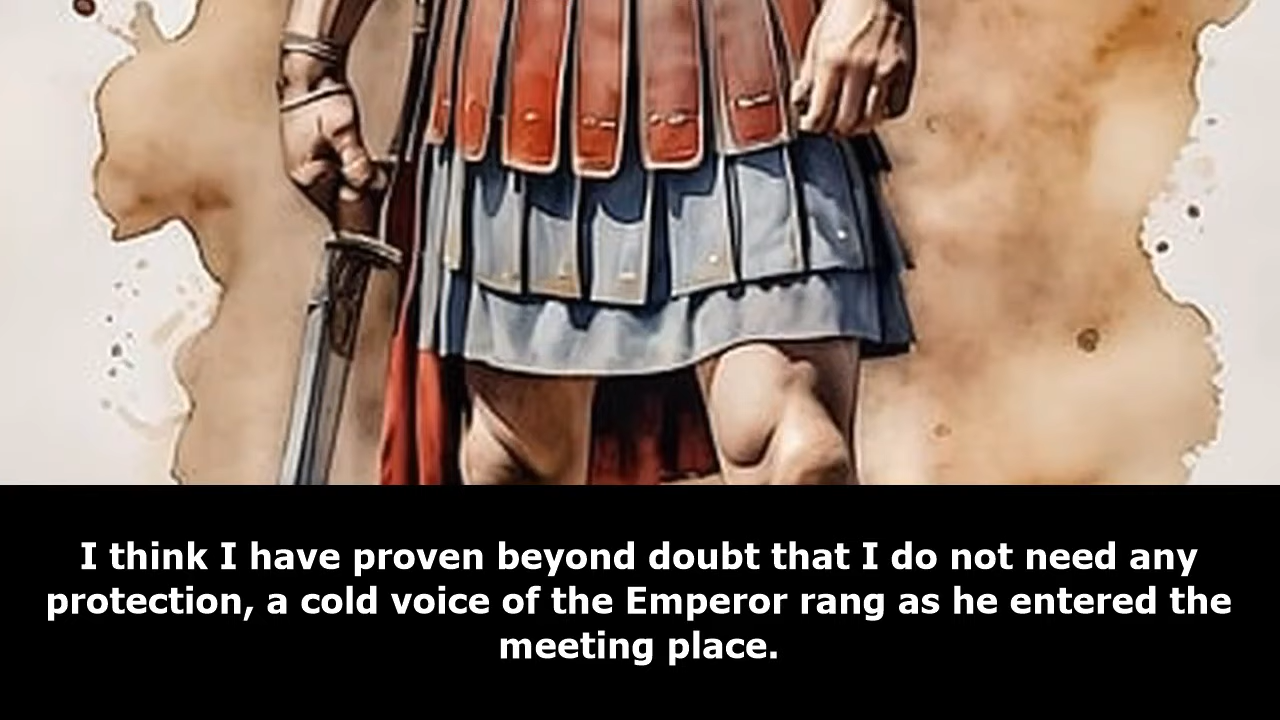 I think I have proven beyond doubt that I do not need any
protection, a cold voice of the Emperor rang as he entered the
meeting place.